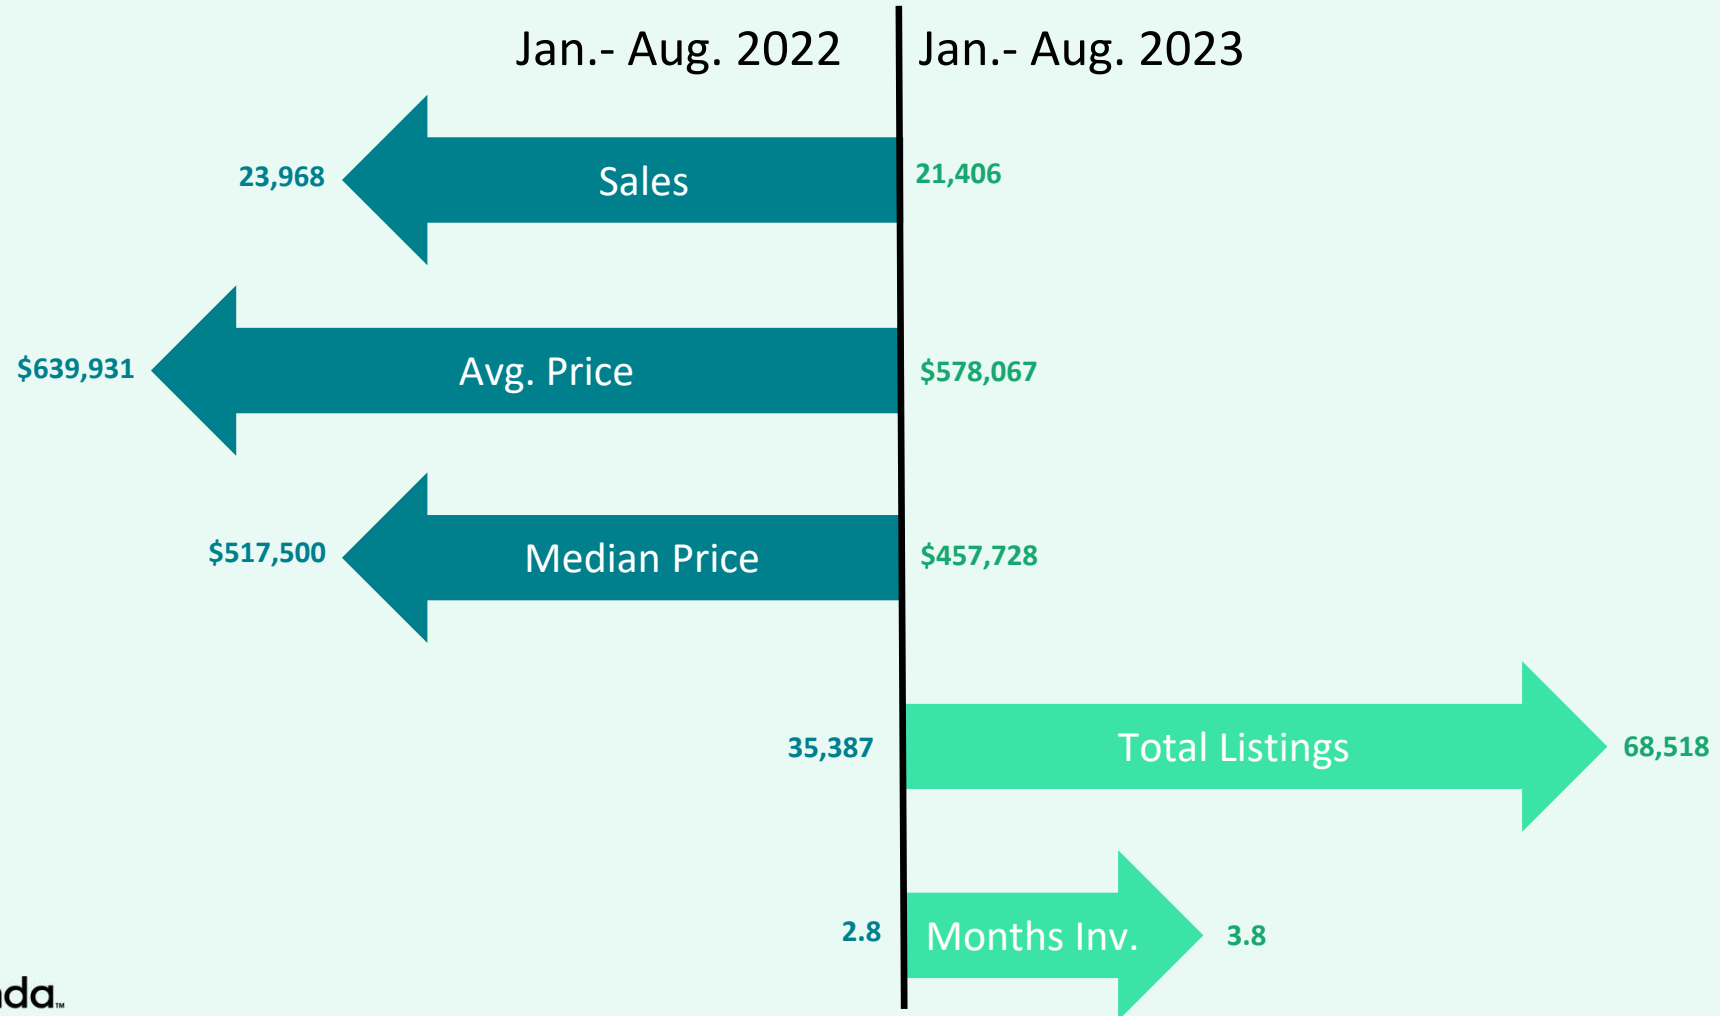 Jan.- Aug. 2022
Jan.- Aug. 2023
23,968
Sales
21,406
$639,931
Avg. Price
$578,067
$517,500
Median Price
$457,728
35,387
Total Listings
68,518
2.8
Months Inv.
3.8